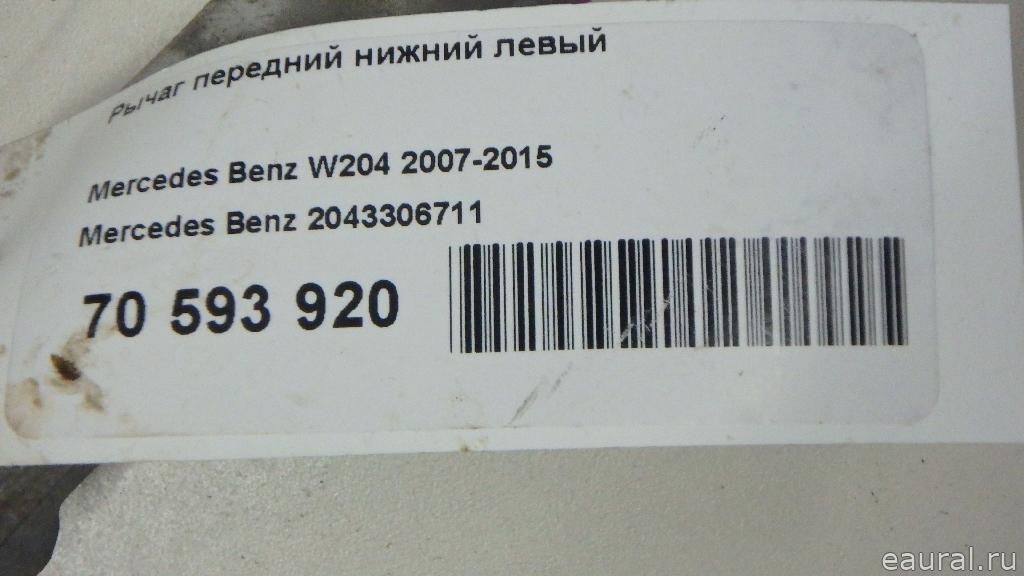 Рычаг передний нижний левый
Mercedes Benz W204 2007-2015
Mercedes Benz 2043306711
70 593 920
eaural.ru